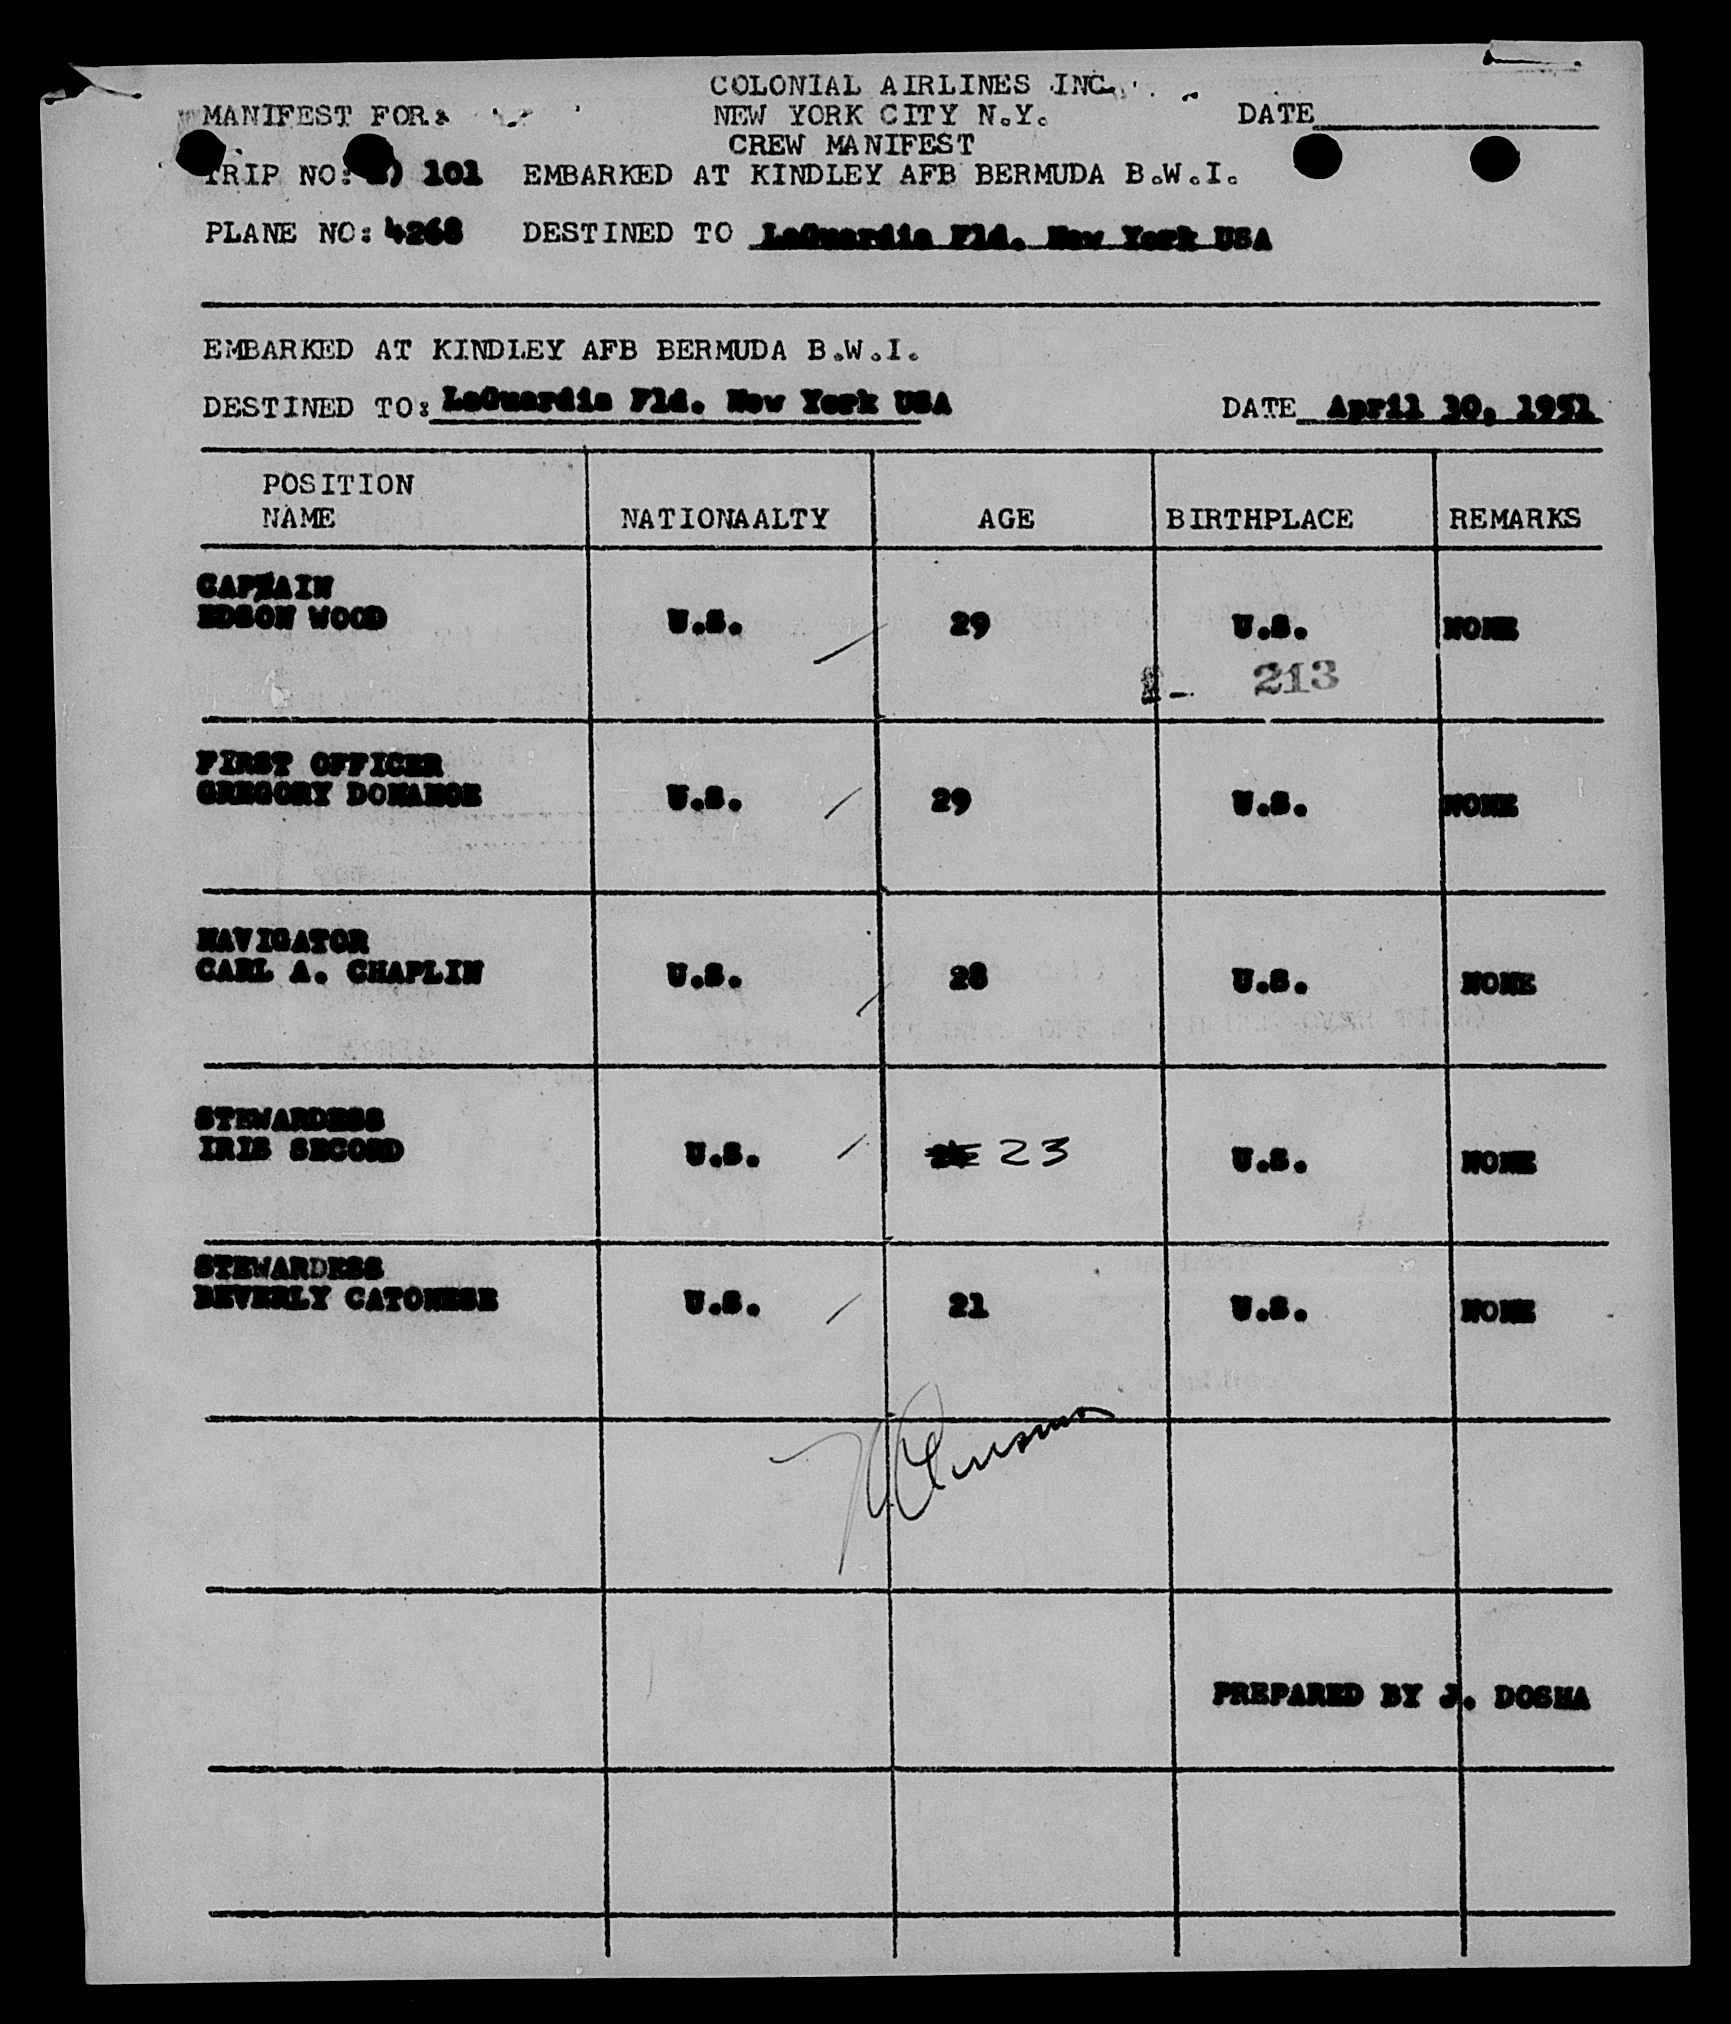 COLONIAL AIRLINES INC.
MANIFEST FOR: NEW YORK CITY N.Y. DATE
CREW MANIFEST
TRIP NO: 101 EMBARKED AT KINDLEY AFB BERMUDA B.W.I.
PLANE NO: 4268 DESTINED TO LaGuardia Fld. New York USA
EMBARKED AT KINDLEY AFB BERMUDA B.W.I.
DESTINED TO: LaGuardia Fld. New York USA DATE April 30, 1951
POSITION
NAME NATIONAALTY AGE BIRTHPLACE REMARKS
CAPTAIN
EDSON WOOD U.S. 29 U.S. NONE
213
FIRST OFFICER
GREGORY U.S. 29 U.S. NONE
NAVIGATOR
CARL A. CHAPLIN U.S. 28 U.S. NONE
STEWARDESS
IRIS SECORD U.S. 23 U.S. NONE
STEWARDESS
BEVERLY CATONESE U.S. 21 U.S. NONE
PREPARED BY J. DOSHA